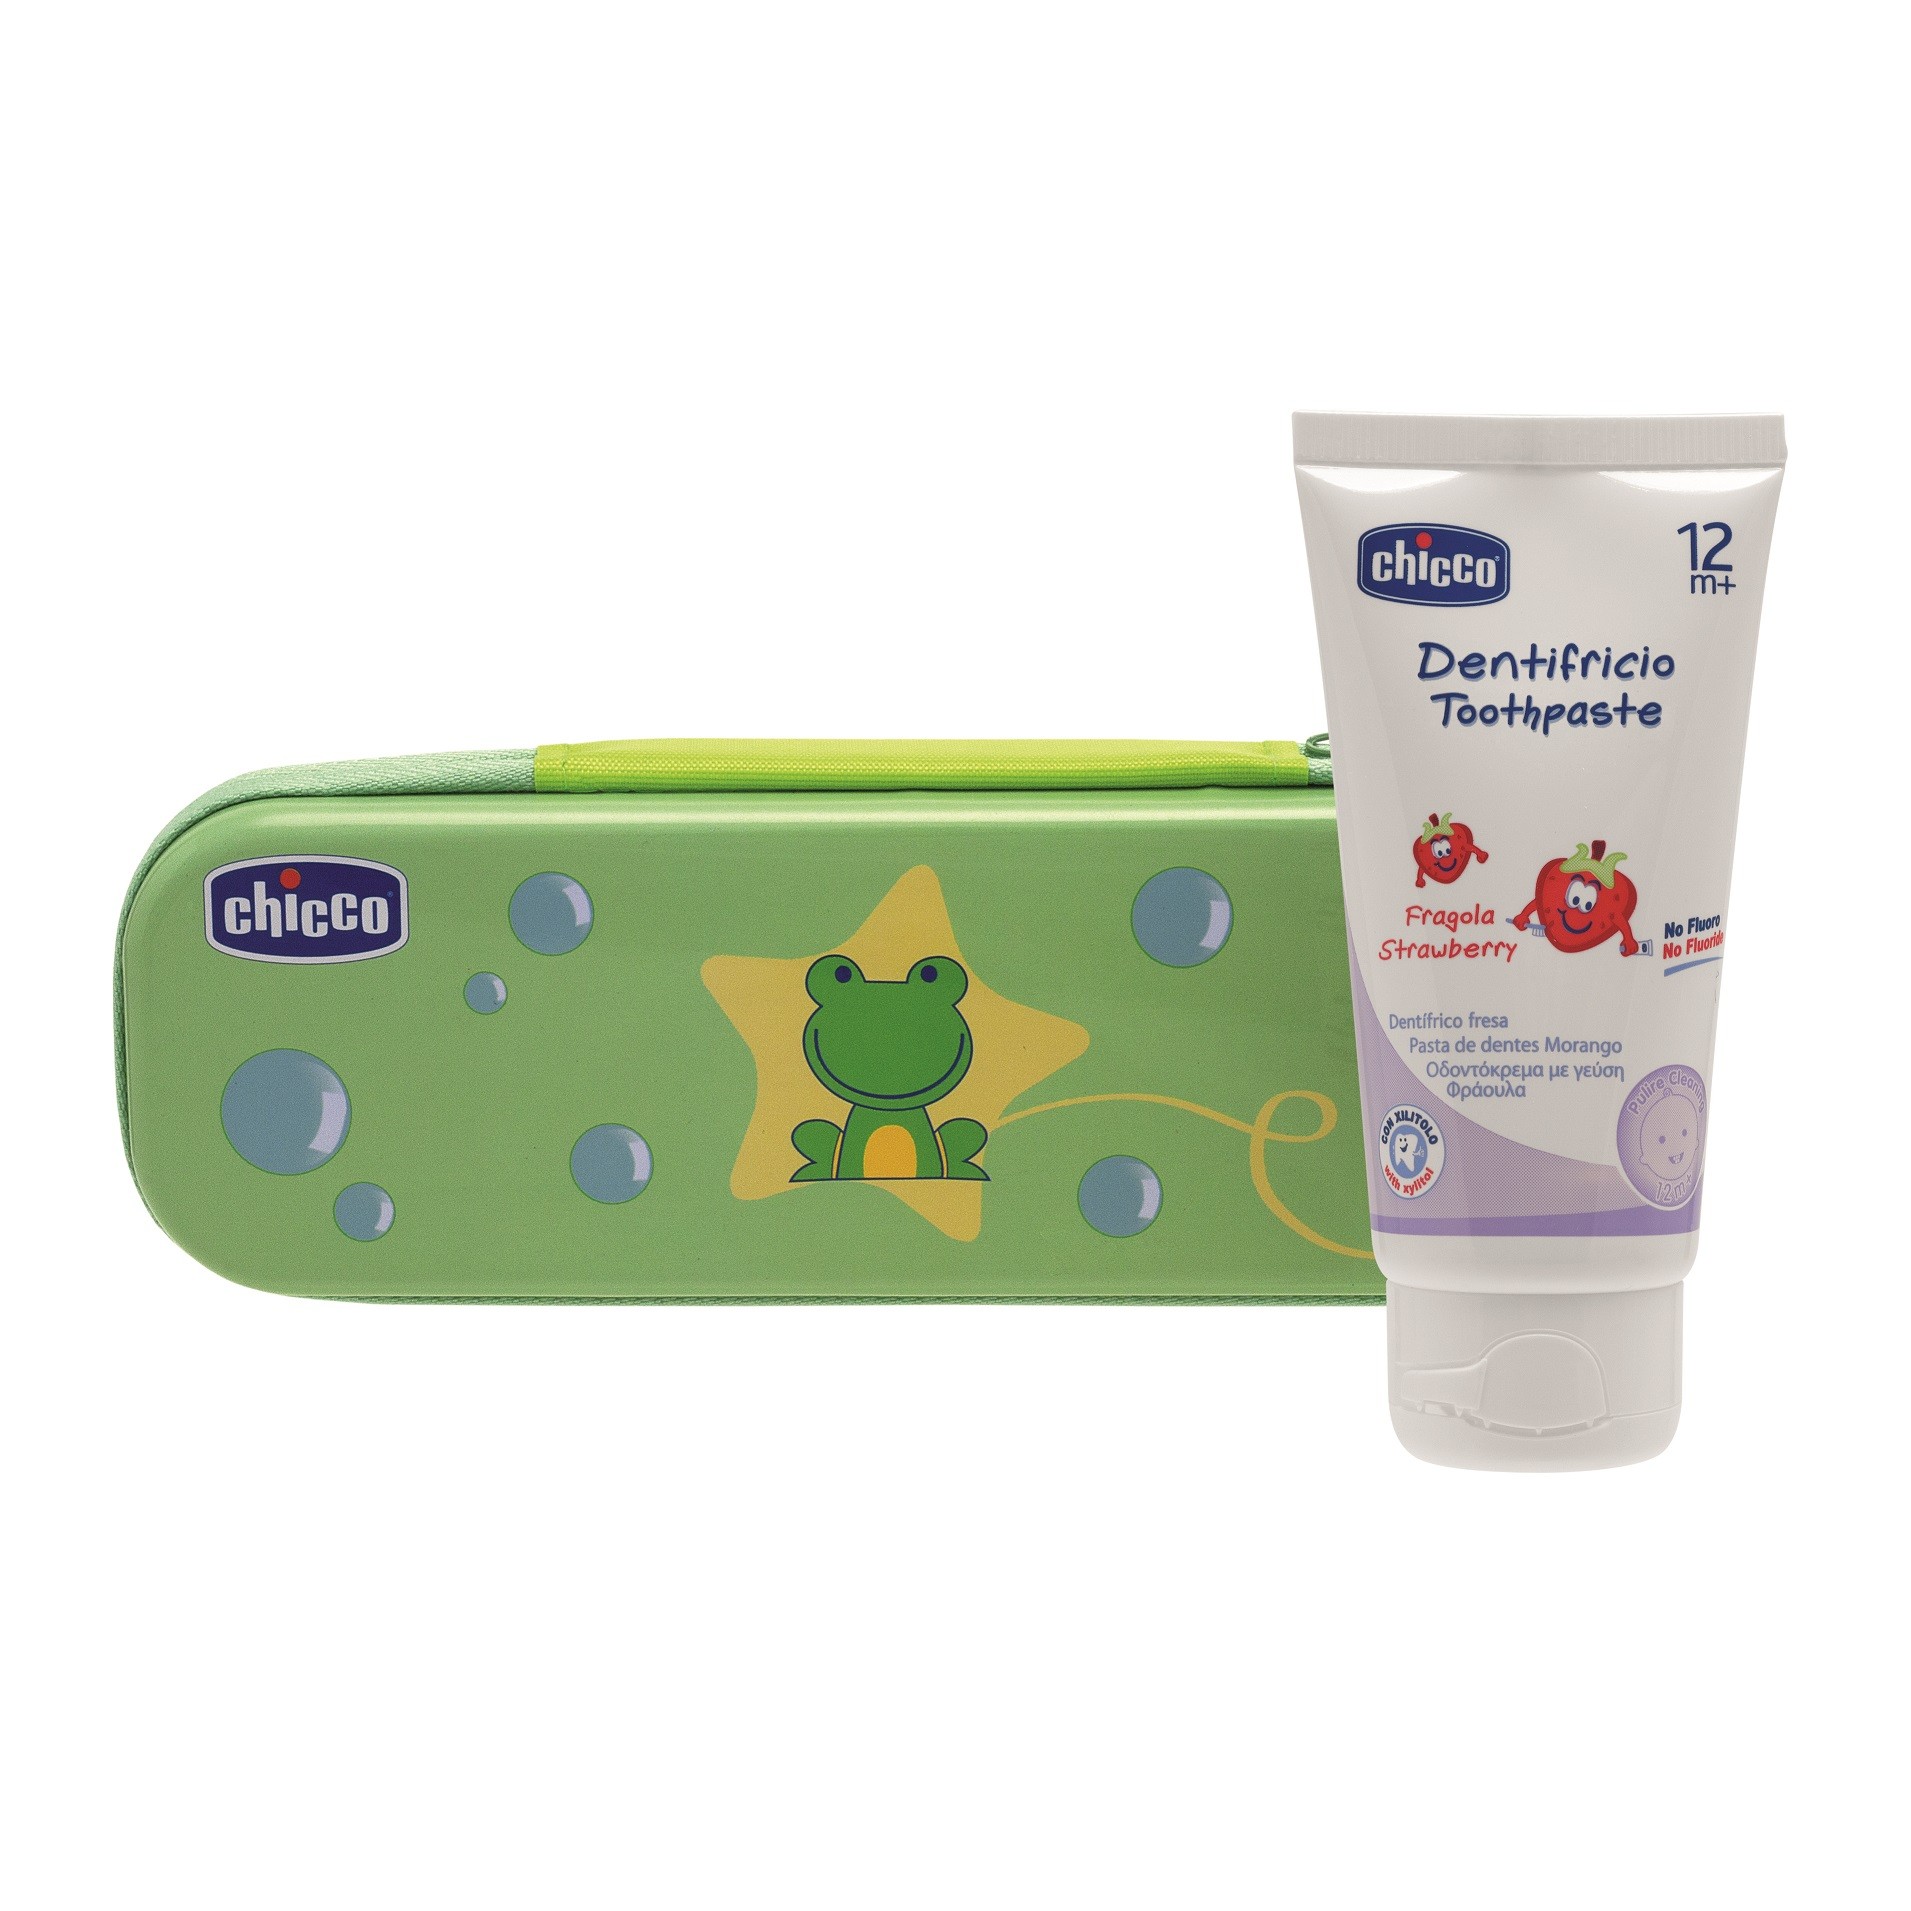 chicco
chicco
12
m+
Dentifricio
Toothpaste
Fragola
Strawberry
No Fluoro
No Fluoride
Dentífrico fresa
Pasta de dentes Morango
Οδοντόκρεμα με γεύση
Φράουλα
CON XILITOLO
with xylitol
Pulire Cleaning
12m+